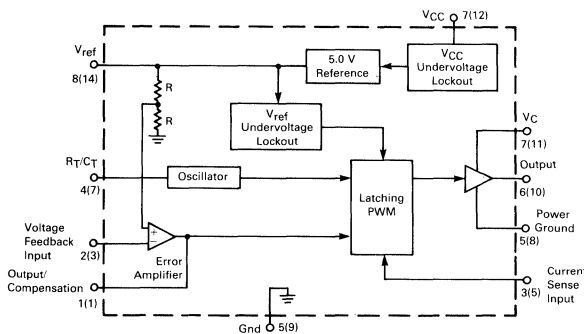 VCC 7(12)
Vref
8(14)
R
R
5.0 V
Reference
VCC
Undervoltage
Lockout
Vref
Undervoltage
Lockout
VC
7(11)
RT/CT
4(7)
Oscillator
Latching
PWM
Output
6(10)
Voltage
Feedback
Input
2(3)
+
−
Error
Amplifier
Power
Ground
5(8)
Output/
Compensation
1(1)
Current
Sense
Input
3(5)
Gnd
5(9)